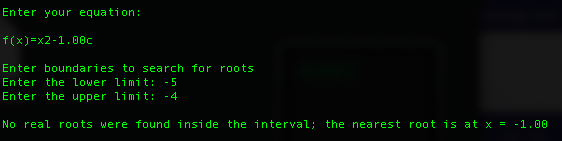 Enter your equation:
f(x)=x2-1.00c
Enter boundaries to search for roots
Enter the lower limit: -5
Enter the upper limit: -4
No real roots were found inside the interval; the nearest root is at x = -1.00